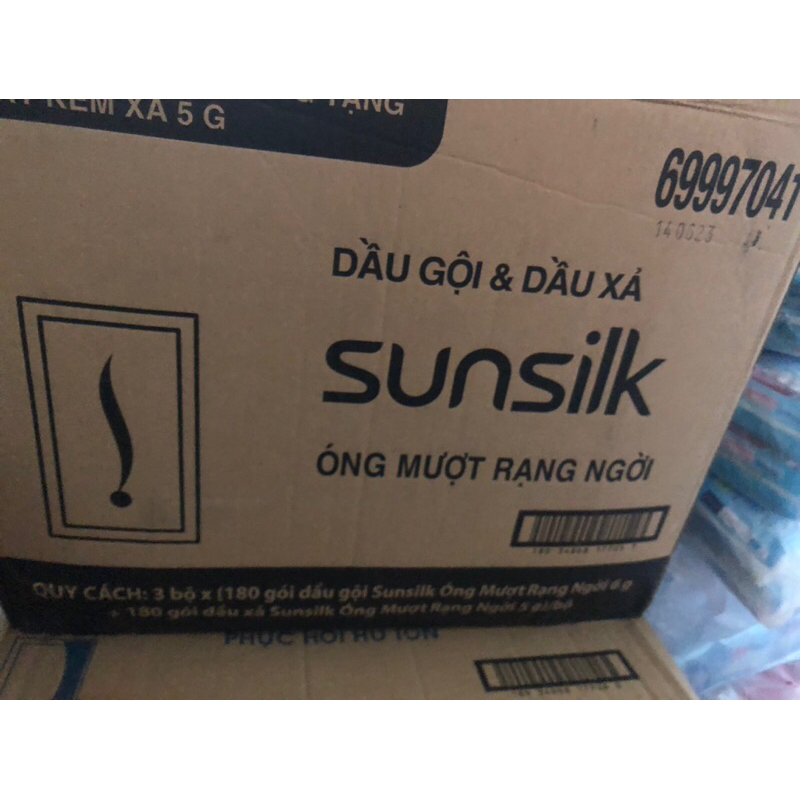 TẶNG
KÈM XẢ 5 G
69997041
140623
DẦU GỘI & DẦU XẢ
sunsilk
ÓNG MƯỢT RẠNG NGỜI
QUY CÁCH: 3 bộ x (180 gói dầu gội Sunsilk Óng Mượt Rạng Ngời 6 g
+ 180 gói dầu xả Sunsilk Óng Mượt Rạng Ngời 5 g)/bộ
PHỤC HỒI HƯ TỔN